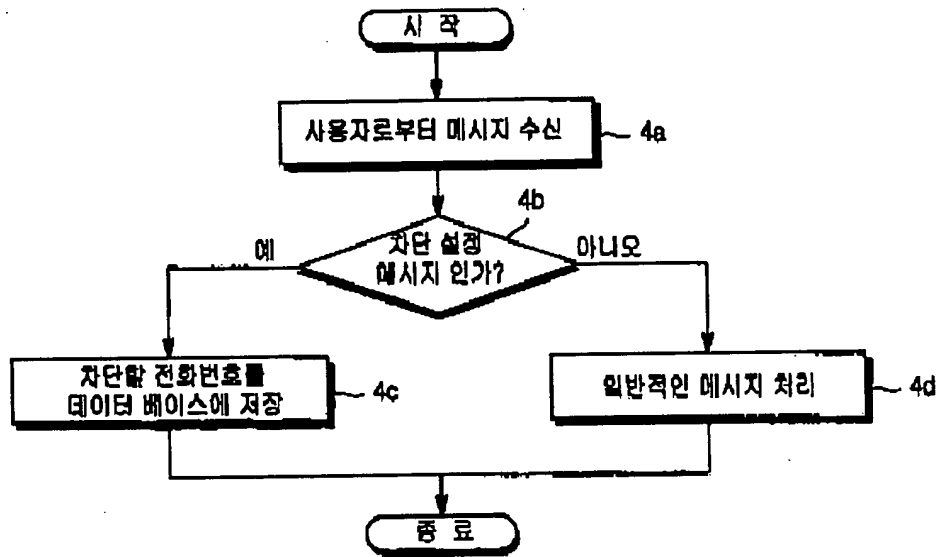 시 작
사용자로부터 메시지 수신
4a
4b
차단 설정
메시지 인가?
예
아니오
차단할 전화번호를
데이터 베이스에 저장
4c
일반적인 메시지 처리
4d
종 료